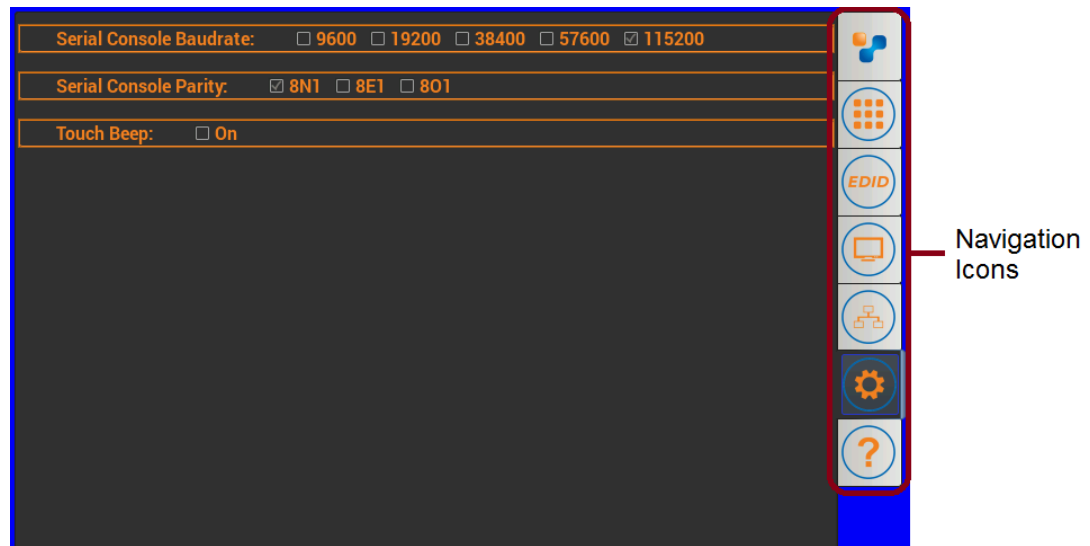 Serial Console Baudrate: 9600 19200 38400 57600 115200
Serial Console Parity: 8N1 8E1 8O1
Touch Beep: On
EDID
Navigation
Icons
?